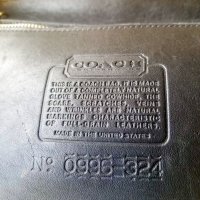 COACH
THIS IS A COACH BAG. IT IS MADE
OUT OF A COMPLETELY NATURAL
GLOVE TANNED COWHIDE. THE
SCARS, SCRATCHES, VEINS
AND WRINKLES ARE NATURAL
MARKINGS CHARACTERISTIC
OF FULL-GRAIN LEATHERS.
MADE IN THE UNITED STATES
No 0996-324